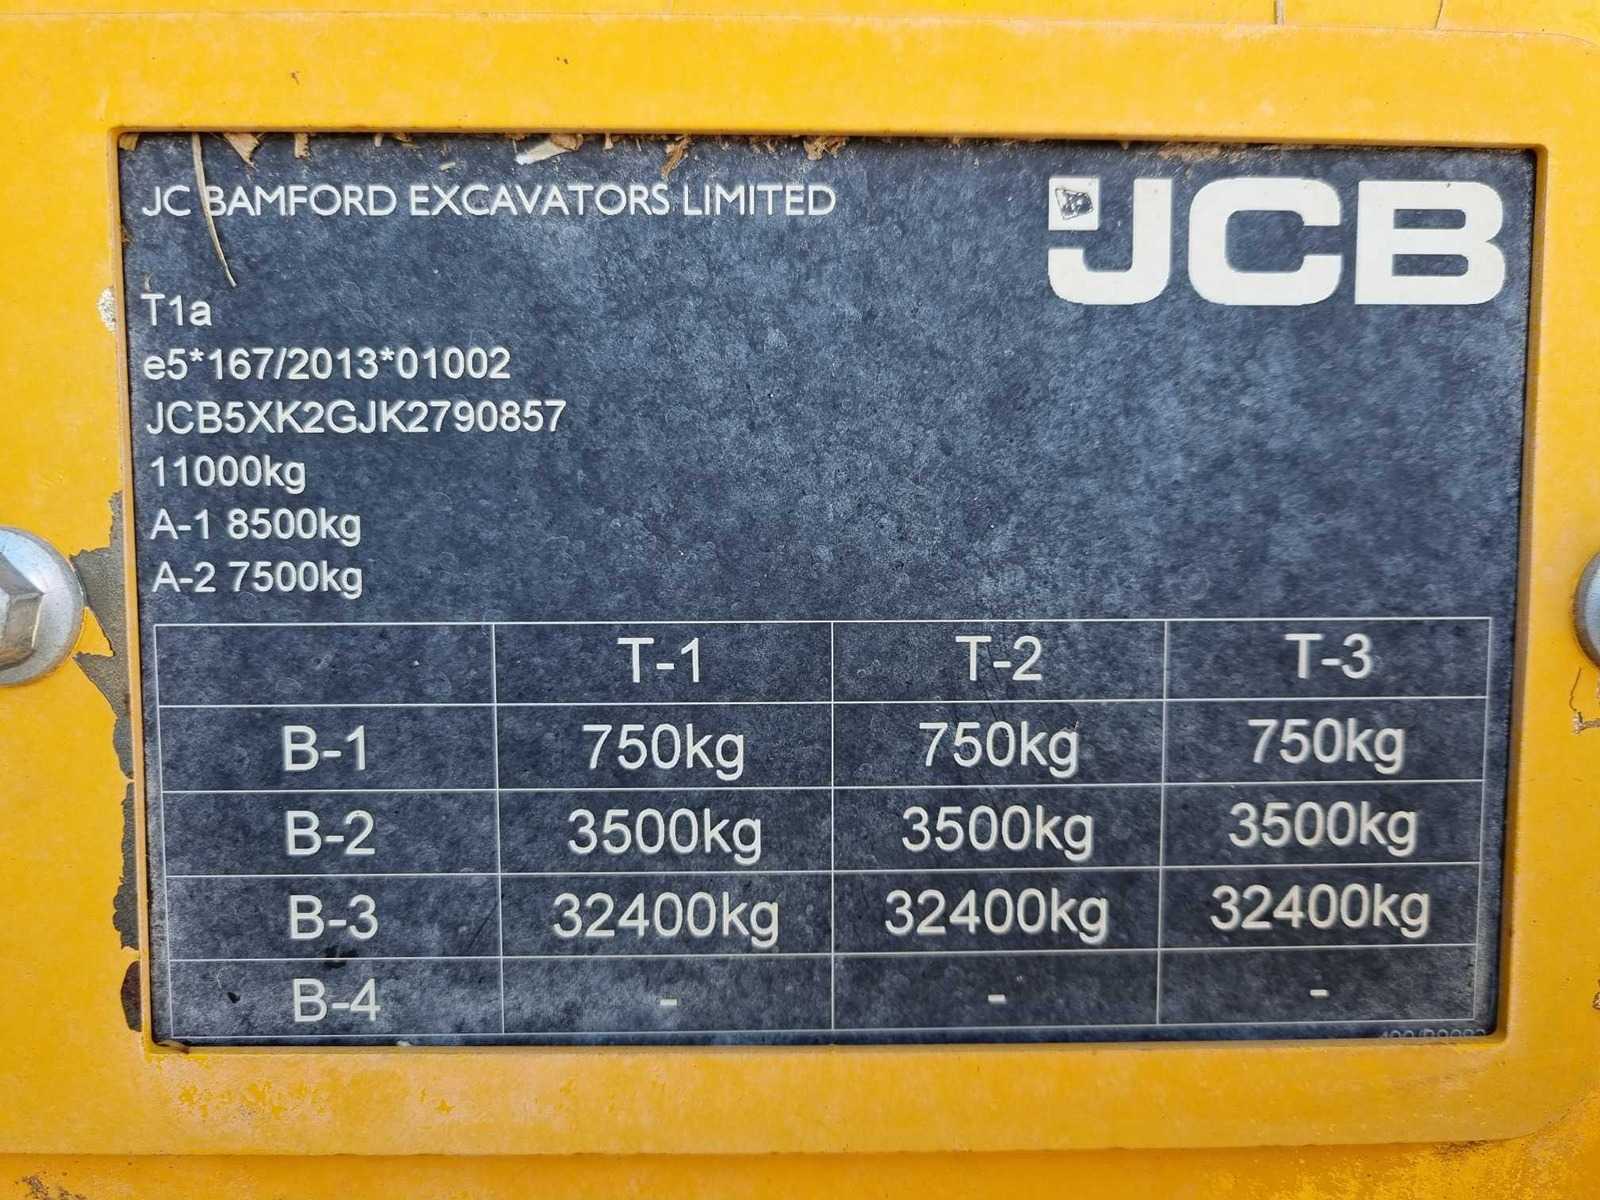 JC BAMFORD EXCAVATORS LIMITED
JCB
T1a
e5*167/2013*01002
JCB5XK2GJK2790857
11000kg
A-1 8500kg
A-2 7500kg
T-1 T-2 T-3
B-1 750kg 750kg 750kg
B-2 3500kg 3500kg 3500kg
B-3 32400kg 32400kg 32400kg
B-4 - - -